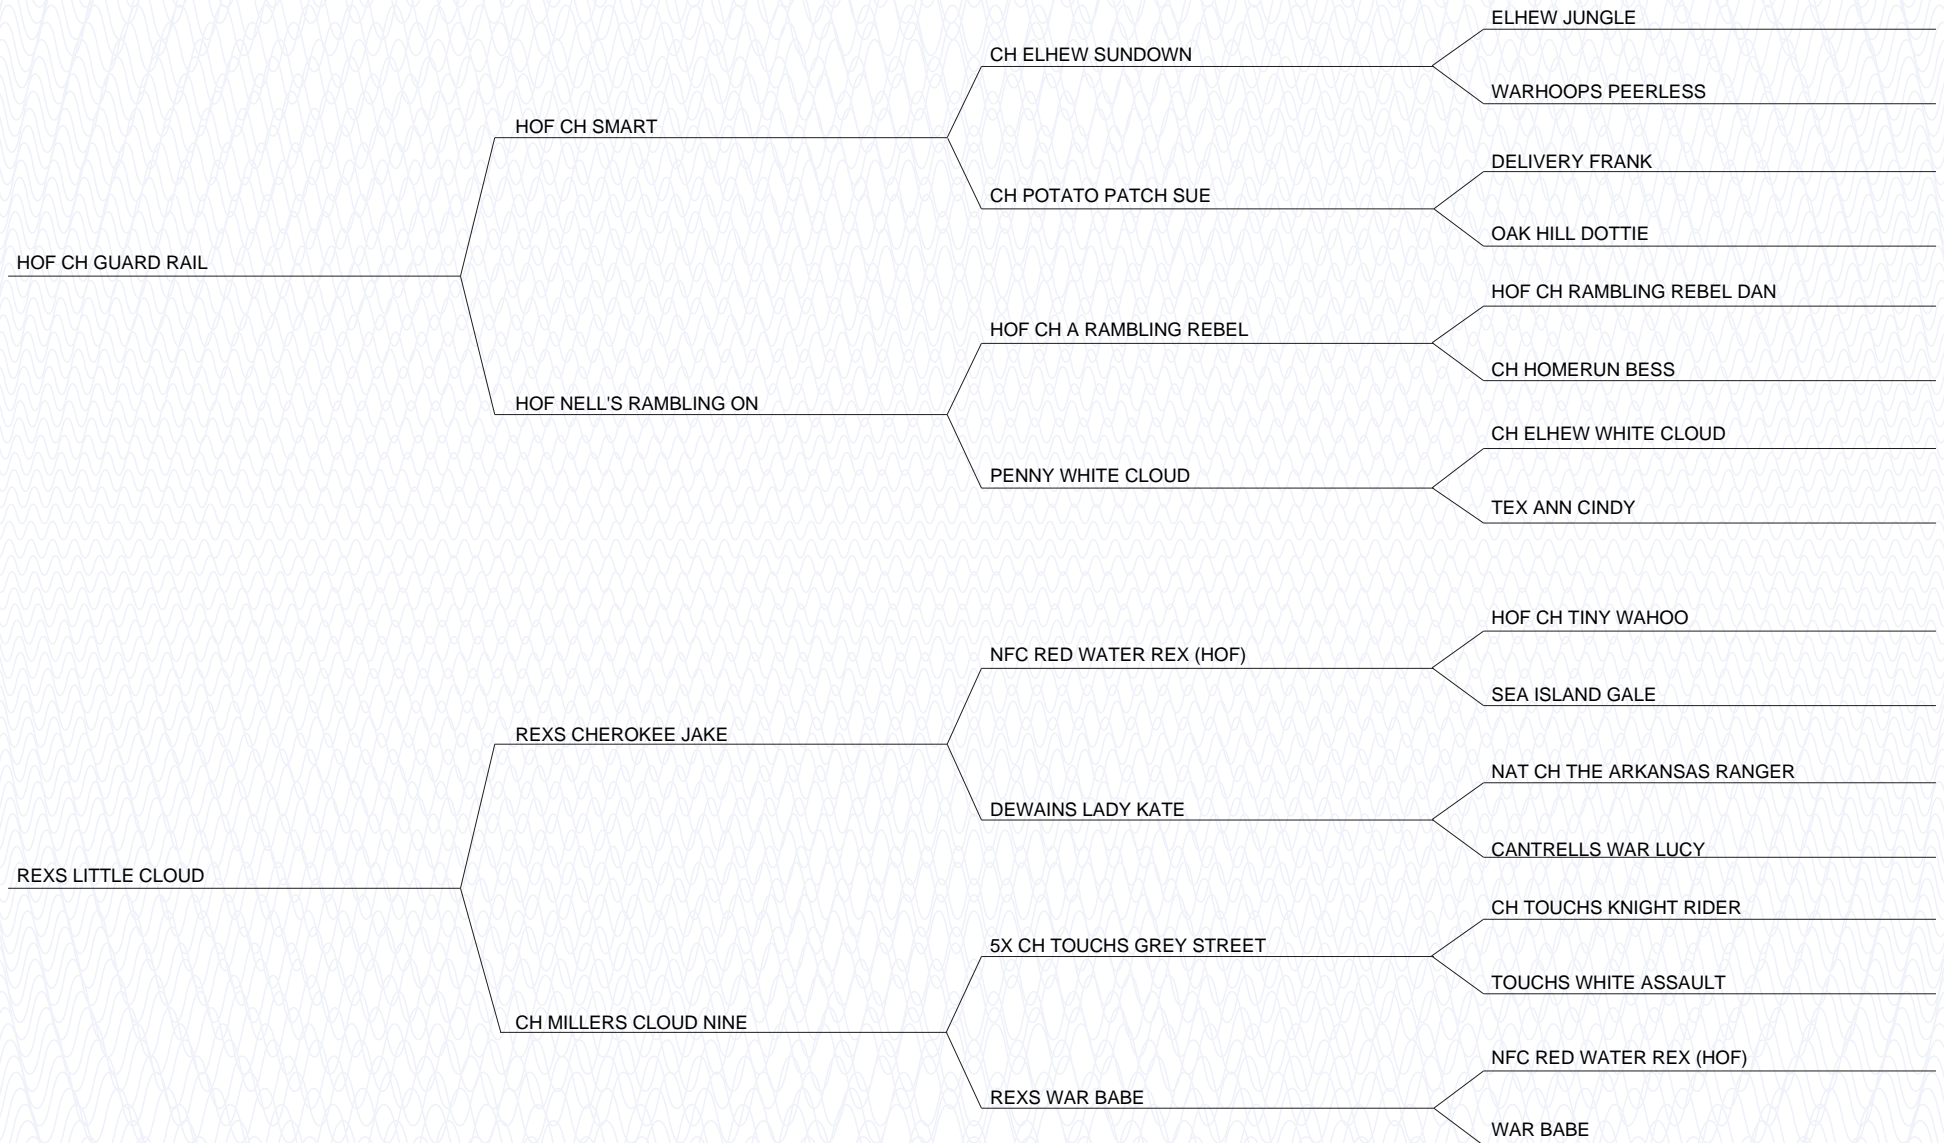 ELHEW JUNGLE
CH ELHEW SUNDOWN
WARHOOPS PEERLESS
HOF CH SMART
DELIVERY FRANK
CH POTATO PATCH SUE
OAK HILL DOTTIE
HOF CH GUARD RAIL
HOF CH RAMBLING REBEL DAN
HOF CH A RAMBLING REBEL
CH HOMERUN BESS
HOF NELL'S RAMBLING ON
CH ELHEW WHITE CLOUD
PENNY WHITE CLOUD
TEX ANN CINDY
HOF CH TINY WAHOO
NFC RED WATER REX (HOF)
SEA ISLAND GALE
REXS CHEROKEE JAKE
NAT CH THE ARKANSAS RANGER
DEWAINS LADY KATE
CANTRELLS WAR LUCY
REXS LITTLE CLOUD
CH TOUCHS KNIGHT RIDER
5X CH TOUCHS GREY STREET
TOUCHS WHITE ASSAULT
CH MILLERS CLOUD NINE
NFC RED WATER REX (HOF)
REXS WAR BABE
WAR BABE